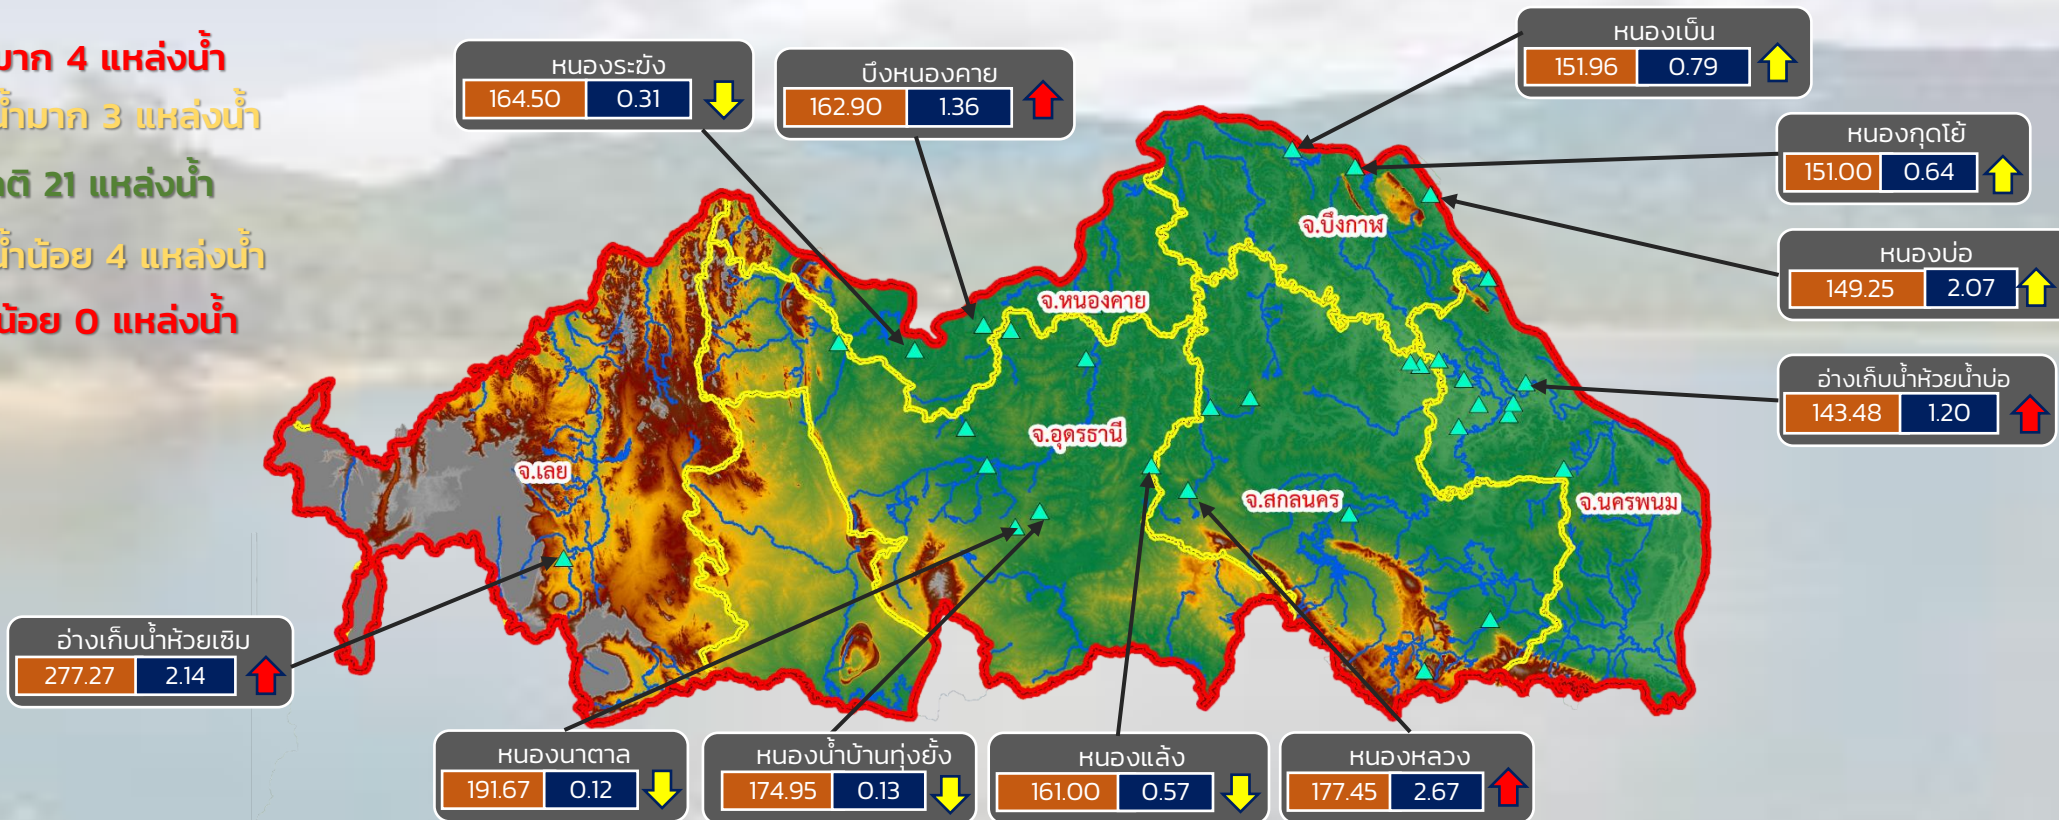 มาก 4 แหล่งน้ำ
น้ำมาก 3 แหล่งน้ำ
21 แหล่งน้ำ
น้ำน้อย 4 แหล่งน้ำ
น้อย 0 แหล่งน้ำ
หนองระฆัง
164.50 0.31
บึงหนองคาย
162.90 1.36
หนองเบ็น
151.96 0.79
หนองกุดโย้
151.00 0.64
หนองบ่อ
149.25 2.07
อ่างเก็บน้ำห้วยน้ำบ่อ
143.48 1.20
จ.บึงกาฬ
จ.หนองคาย
จ.อุดรธานี
จ.เลย
จ.สกลนคร
จ.นครพนม
อ่างเก็บน้ำห้วยเซิม
277.27 2.14
หนองนาตาล
191.67 0.12
หนองน้ำบ้านทุ่งยั้ง
174.95 0.13
หนองแล้ง
161.00 0.57
หนองหลวง
177.45 2.67